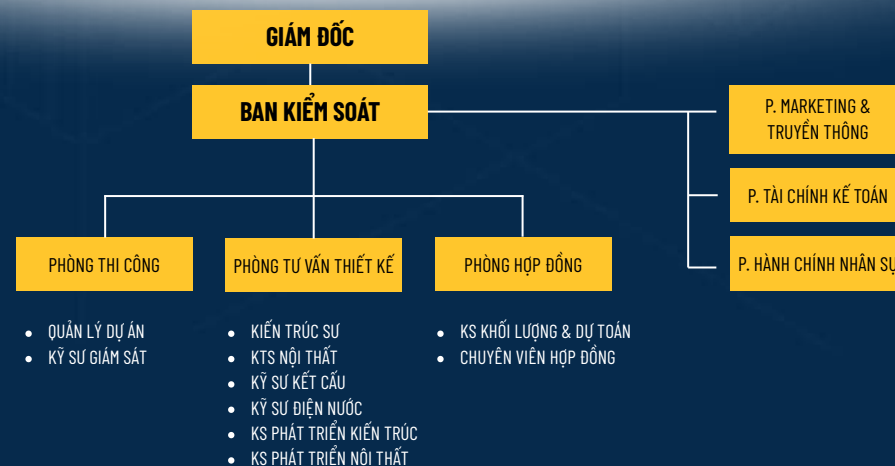 GIÁM ĐỐC
BAN KIỂM SOÁT
P. MARKETING &
TRUYỀN THÔNG
P. TÀI CHÍNH KẾ TOÁN
P. HÀNH CHÍNH NHÂN SỰ
PHÒNG THI CÔNG
PHÒNG TƯ VẤN THIẾT KẾ
PHÒNG HỢP ĐỒNG
• QUẢN LÝ DỰ ÁN
• KỸ SƯ GIÁM SÁT
• KIẾN TRÚC SƯ
• KTS NỘI THẤT
• KỸ SƯ KẾT CẤU
• KỸ SƯ ĐIỆN NƯỚC
• KS PHÁT TRIỂN KIẾN TRÚC
• KS PHÁT TRIỂN NỘI THẤT
• KS KHỐI LƯỢNG & DỰ TOÁN
• CHUYÊN VIÊN HỢP ĐỒNG